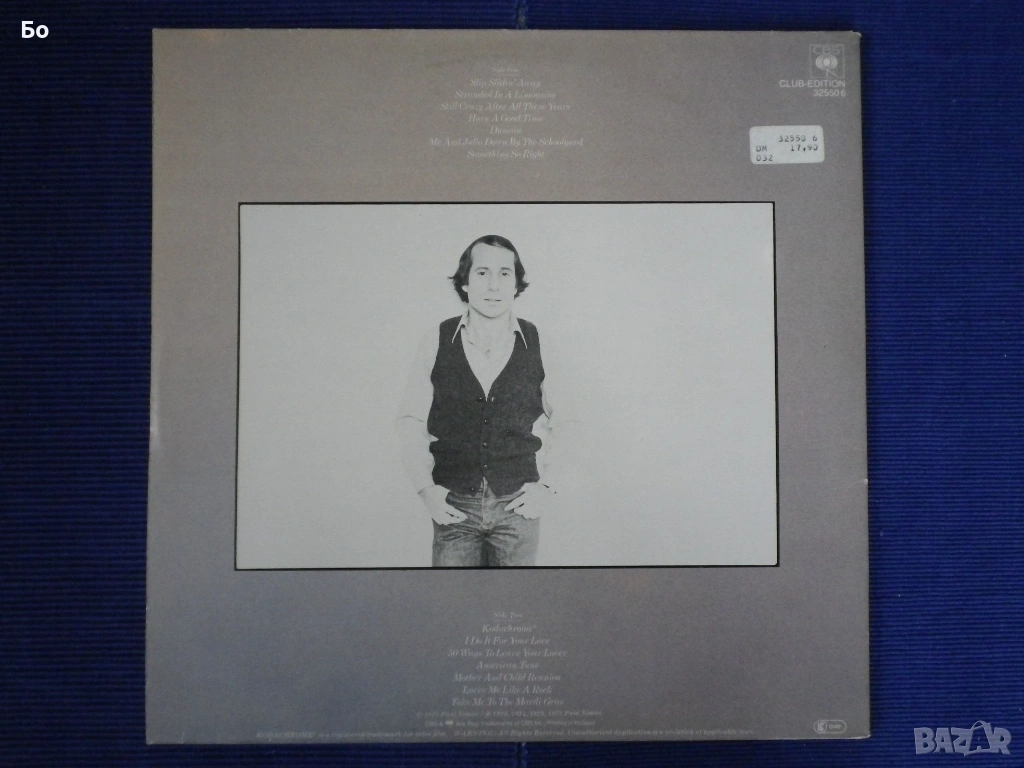 Бо
CBS
CLUB-EDITION
32550 6
32550 6
DM 17,90
032
Side One
Slip Slidin' Away
Stranded In A Limousine
Still Crazy After All These Years
Have A Good Time
Duncan
Me And Julio Down By The Schoolyard
Something So Right
Side Two
Kodachrome®
I Do It For Your Love
50 Ways To Leave Your Lover
American Tune
Mother And Child Reunion
Loves Me Like A Rock
Take Me To The Mardi Gras
BAZAR